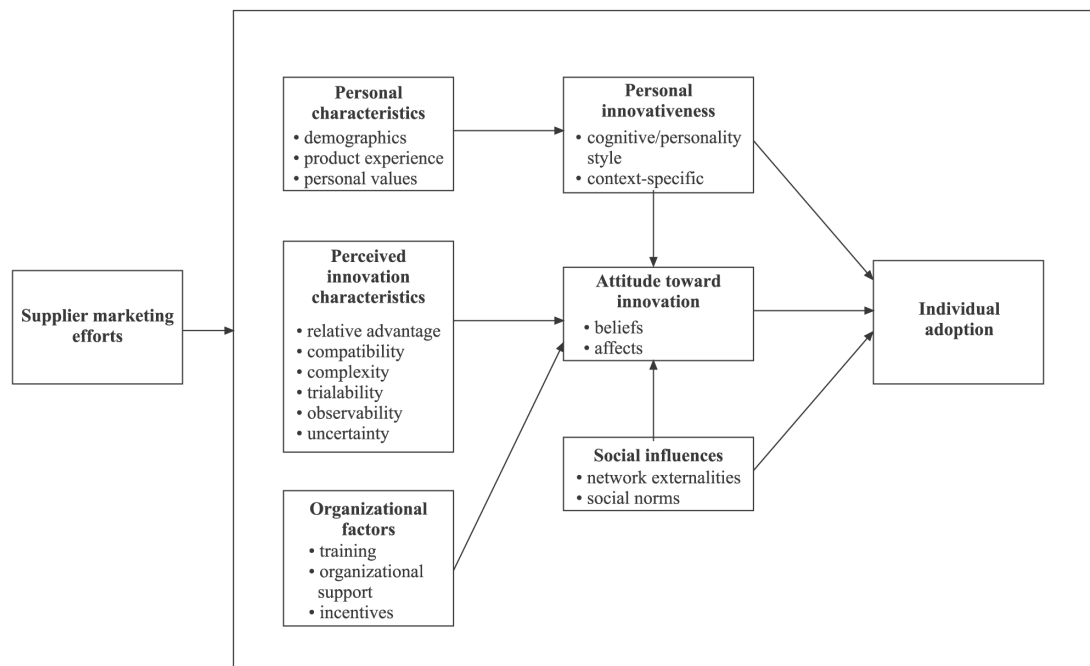 Supplier marketing
efforts
Personal
characteristics
• demographics
• product experience
• personal values
Perceived
innovation
characteristics
• relative advantage
• compatibility
• complexity
• trialability
• observability
• uncertainty
Organizational
factors
• training
• organizational
support
• incentives
Personal
innovativeness
• cognitive/personality
style
• context-specific
Attitude toward
innovation
• beliefs
• affects
Social influences
• network externalities
• social norms
Individual
adoption